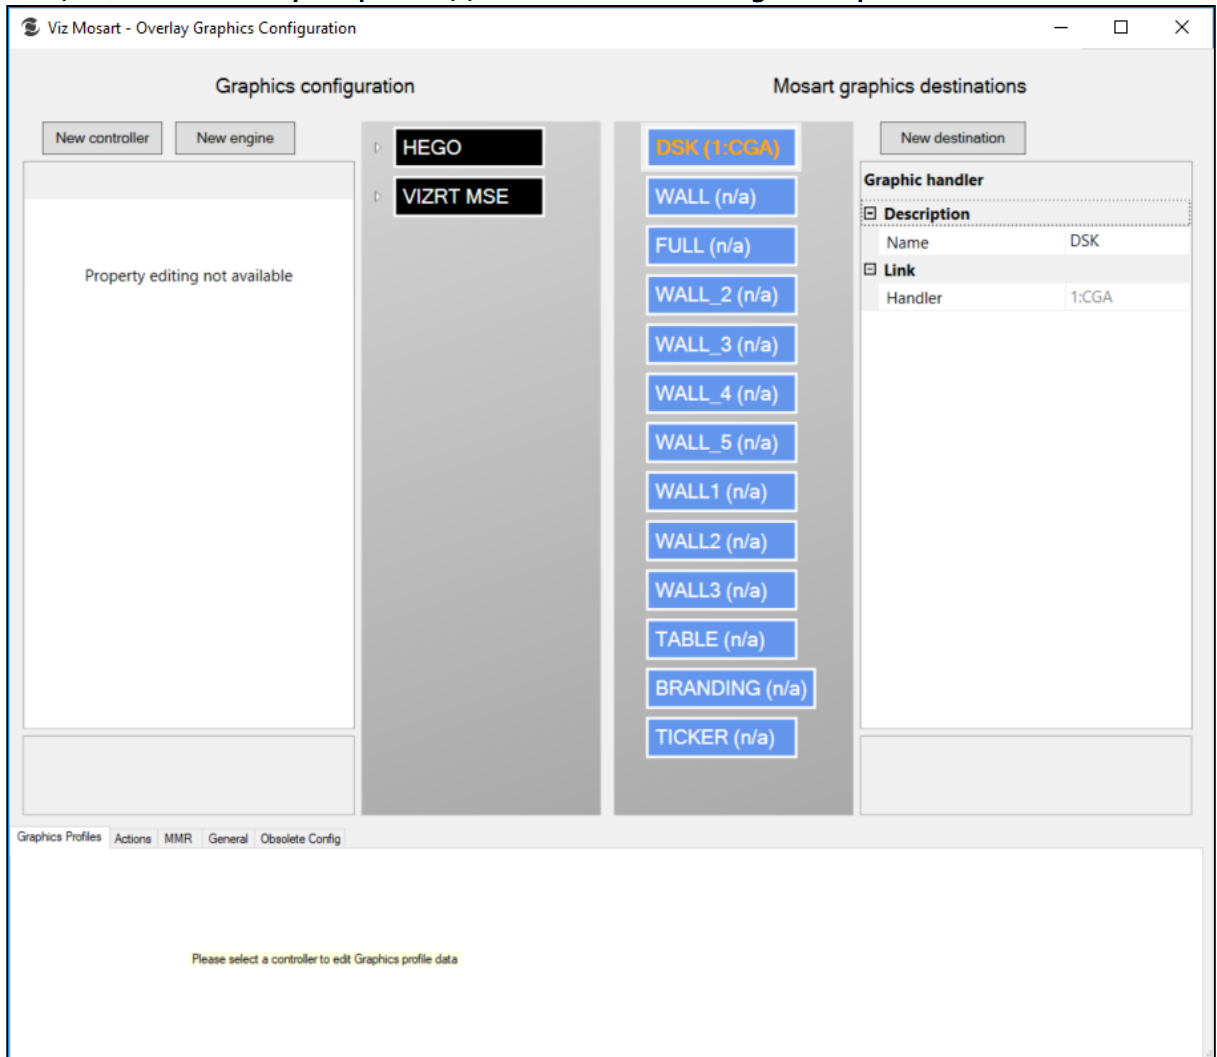 Viz Mosart - Overlay Graphics Configuration
Graphics configuration
Mosart graphics destinations
New controller
New engine
Property editing not available
HEGO
VIZRT MSE
DSK (1:CGA)
WALL (n/a)
FULL (n/a)
WALL_2 (n/a)
WALL_3 (n/a)
WALL_4 (n/a)
WALL_5 (n/a)
WALL1 (n/a)
WALL2 (n/a)
WALL3 (n/a)
TABLE (n/a)
BRANDING (n/a)
TICKER (n/a)
New destination
Graphic handler
Description
Name DSK
Link
Handler 1:CGA
Graphics Profiles Actions MMR General Obsolete Config
Please select a controller to edit Graphics profile data